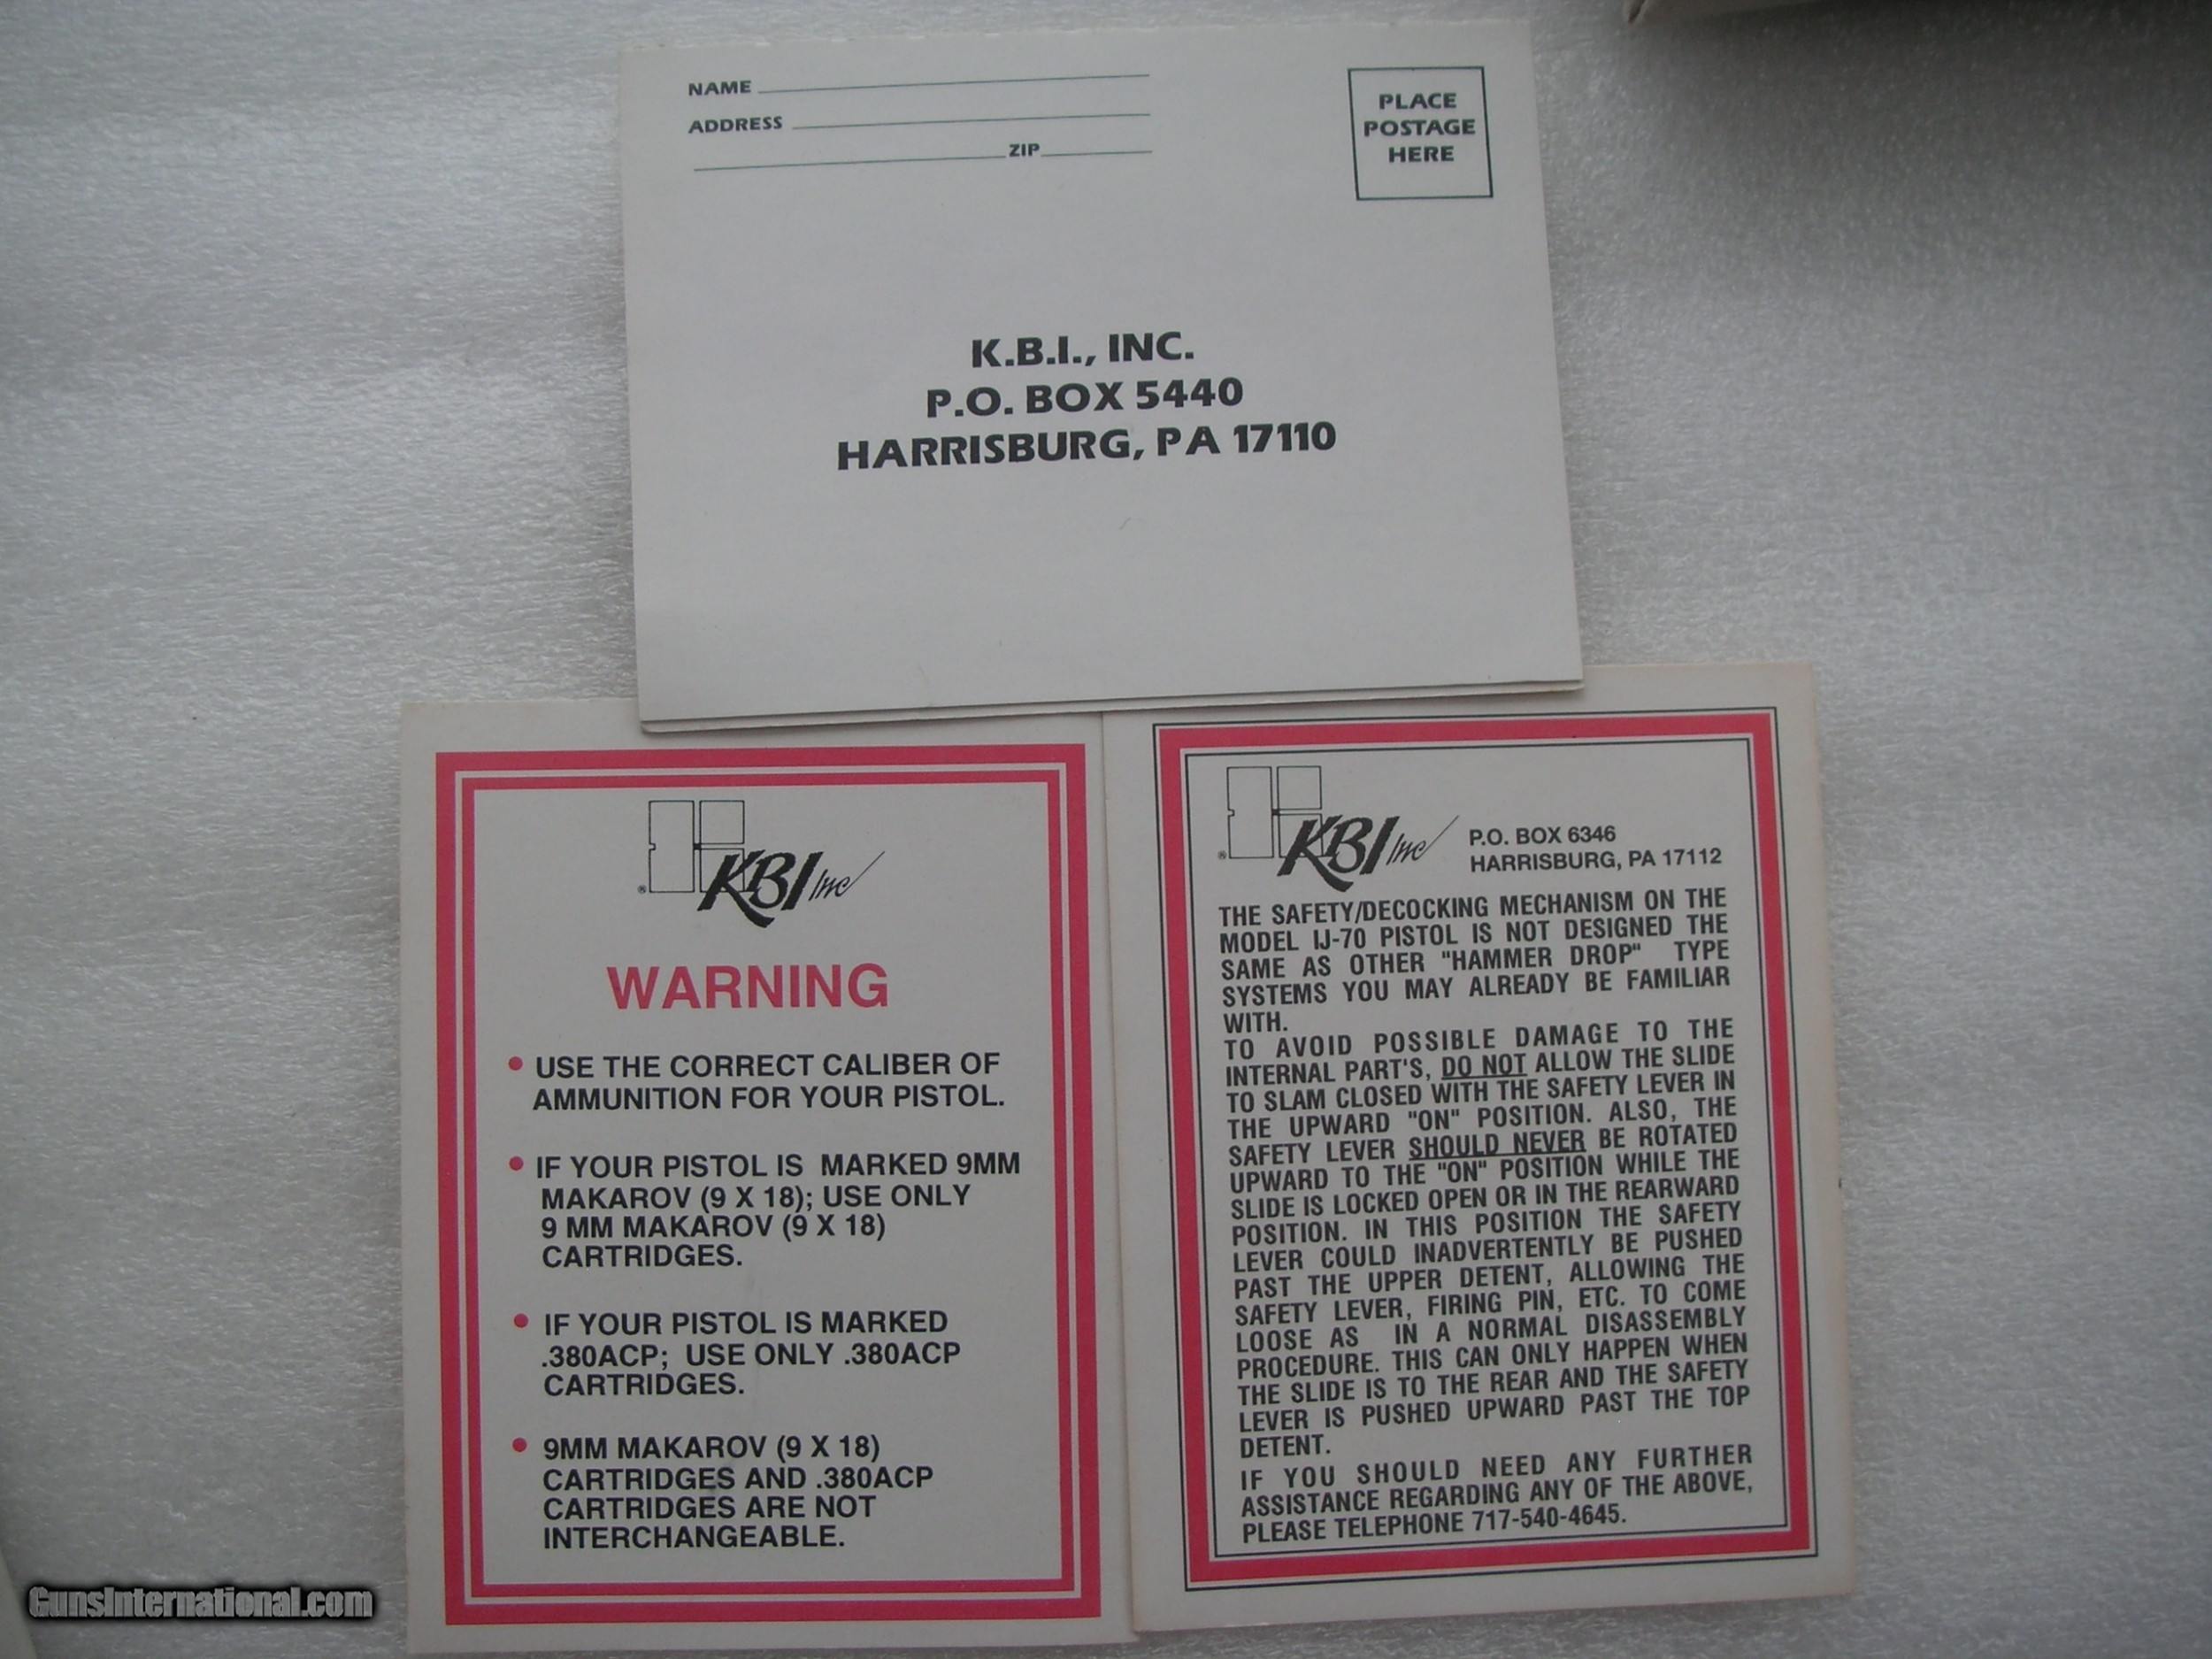 NAME
ADDRESS
ZIP
PLACE
POSTAGE
HERE
K.B.I., INC.
P.O. BOX 5440
HARRISBURG, PA 17110
® KBI Inc
WARNING
• USE THE CORRECT CALIBER OF
AMMUNITION FOR YOUR PISTOL.
• IF YOUR PISTOL IS MARKED 9MM
MAKAROV (9 X 18); USE ONLY
9 MM MAKAROV (9 X 18)
CARTRIDGES.
• IF YOUR PISTOL IS MARKED
.380ACP; USE ONLY .380ACP
CARTRIDGES.
• 9MM MAKAROV (9 X 18)
CARTRIDGES AND .380ACP
CARTRIDGES ARE NOT
INTERCHANGEABLE.
® KBI Inc
P.O. BOX 6346
HARRISBURG, PA 17112
THE SAFETY/DECOCKING MECHANISM ON THE
MODEL IJ-70 PISTOL IS NOT DESIGNED THE
SAME AS OTHER "HAMMER DROP" TYPE
SYSTEMS YOU MAY ALREADY BE FAMILIAR
WITH.
TO AVOID POSSIBLE DAMAGE TO THE
INTERNAL PART'S, DO NOT ALLOW THE SLIDE
TO SLAM CLOSED WITH THE SAFETY LEVER IN
THE UPWARD "ON" POSITION. ALSO, THE
SAFETY LEVER SHOULD NEVER BE ROTATED
UPWARD TO THE "ON" POSITION WHILE THE
SLIDE IS LOCKED OPEN OR IN THE REARWARD
POSITION. IN THIS POSITION THE SAFETY
LEVER COULD INADVERTENTLY BE PUSHED
PAST THE UPPER DETENT, ALLOWING THE
SAFETY LEVER, FIRING PIN, ETC. TO COME
LOOSE AS IN A NORMAL DISASSEMBLY
PROCEDURE. THIS CAN ONLY HAPPEN WHEN
THE SLIDE IS TO THE REAR AND THE SAFETY
LEVER IS PUSHED UPWARD PAST THE TOP
DETENT.
IF YOU SHOULD NEED ANY FURTHER
ASSISTANCE REGARDING ANY OF THE ABOVE,
PLEASE TELEPHONE 717-540-4645.
GunsInternational.com